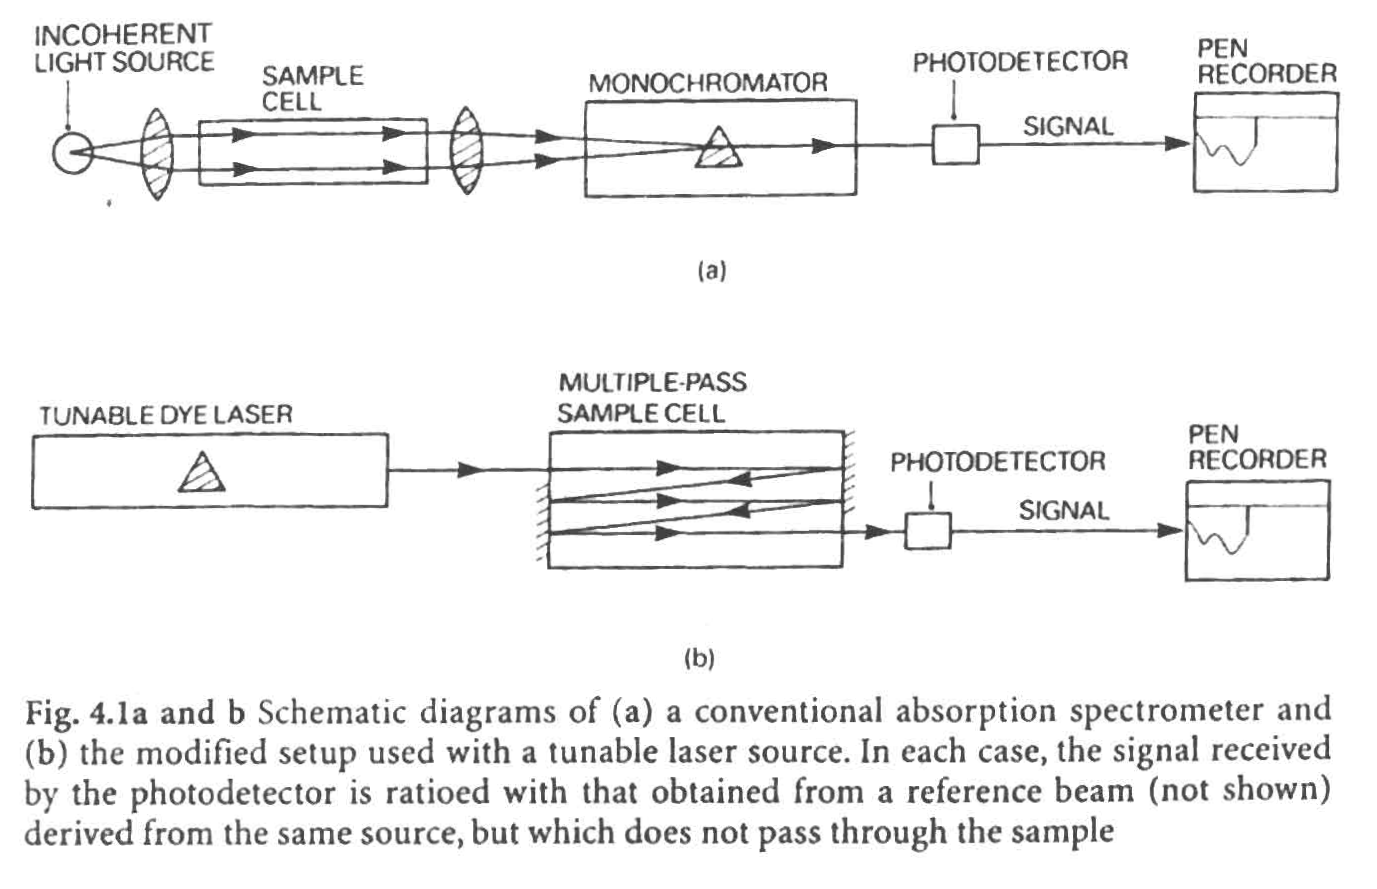 INCOHERENT
LIGHT SOURCE
SAMPLE
CELL
MONOCHROMATOR
PHOTODETECTOR
SIGNAL
PEN
RECORDER
(a)
TUNABLE DYE LASER
MULTIPLE-PASS
SAMPLE CELL
PHOTODETECTOR
SIGNAL
PEN
RECORDER
(b)
Fig. 4.1a and b Schematic diagrams of (a) a conventional absorption spectrometer and
(b) the modified setup used with a tunable laser source. In each case, the signal received
by the photodetector is ratioed with that obtained from a reference beam (not shown)
derived from the same source, but which does not pass through the sample